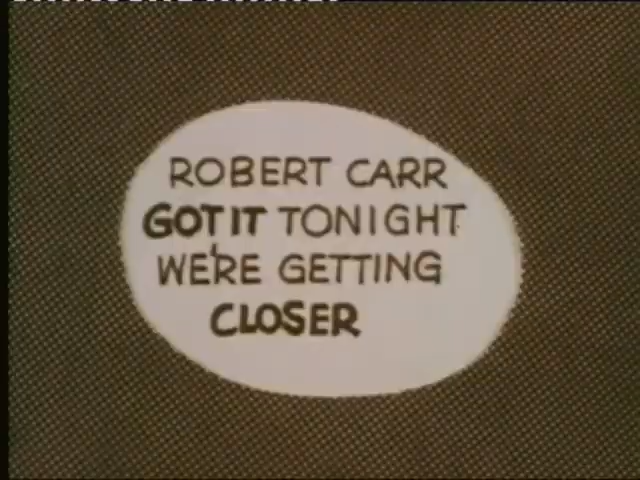 ROBERT CARR
GOT IT TONIGHT
WE'RE GETTING
CLOSER